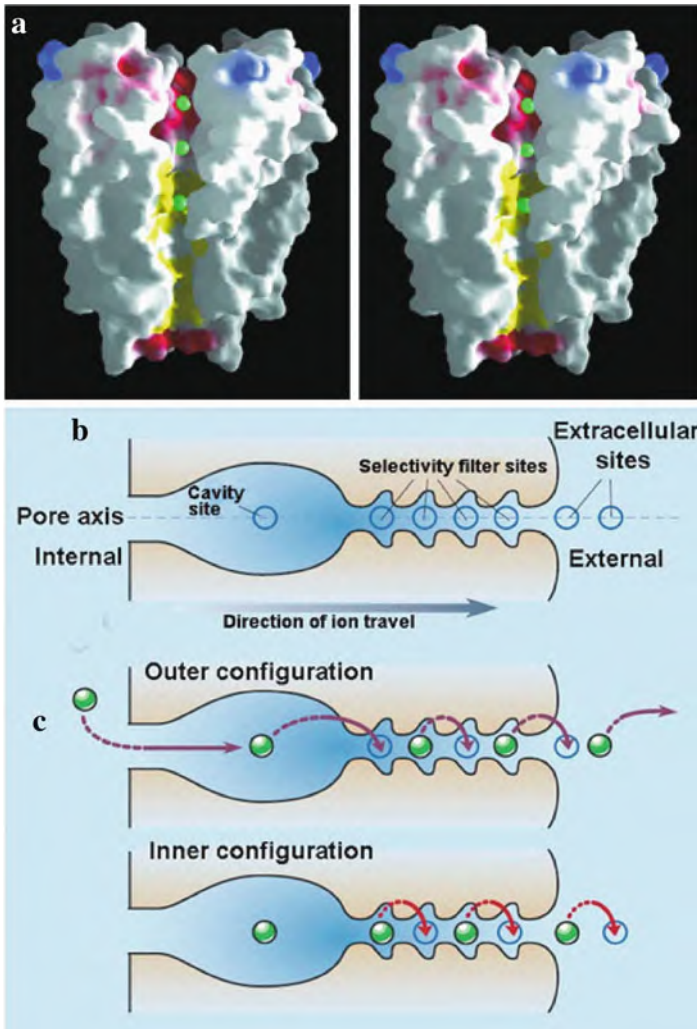 a
b
Extracellular
sites
Selectivity filter sites
Cavity
site
Pore axis
Internal
External
Direction of ion travel
Outer configuration
c
Inner configuration